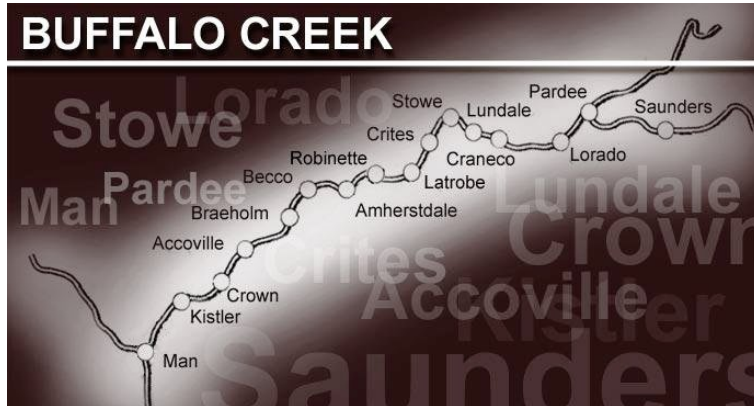 BUFFALO CREEK
Pardee
Stowe
Lundale
Saunders
Crites
Craneco
Lorado
Robinette
Becco
Latrobe
Amherstdale
Braeholm
Accoville
Crown
Kistler
Man
Lorado
Stowe
Pardee
Man
Lundale
Crown
Crites
Accoville
Kistler
Saunders